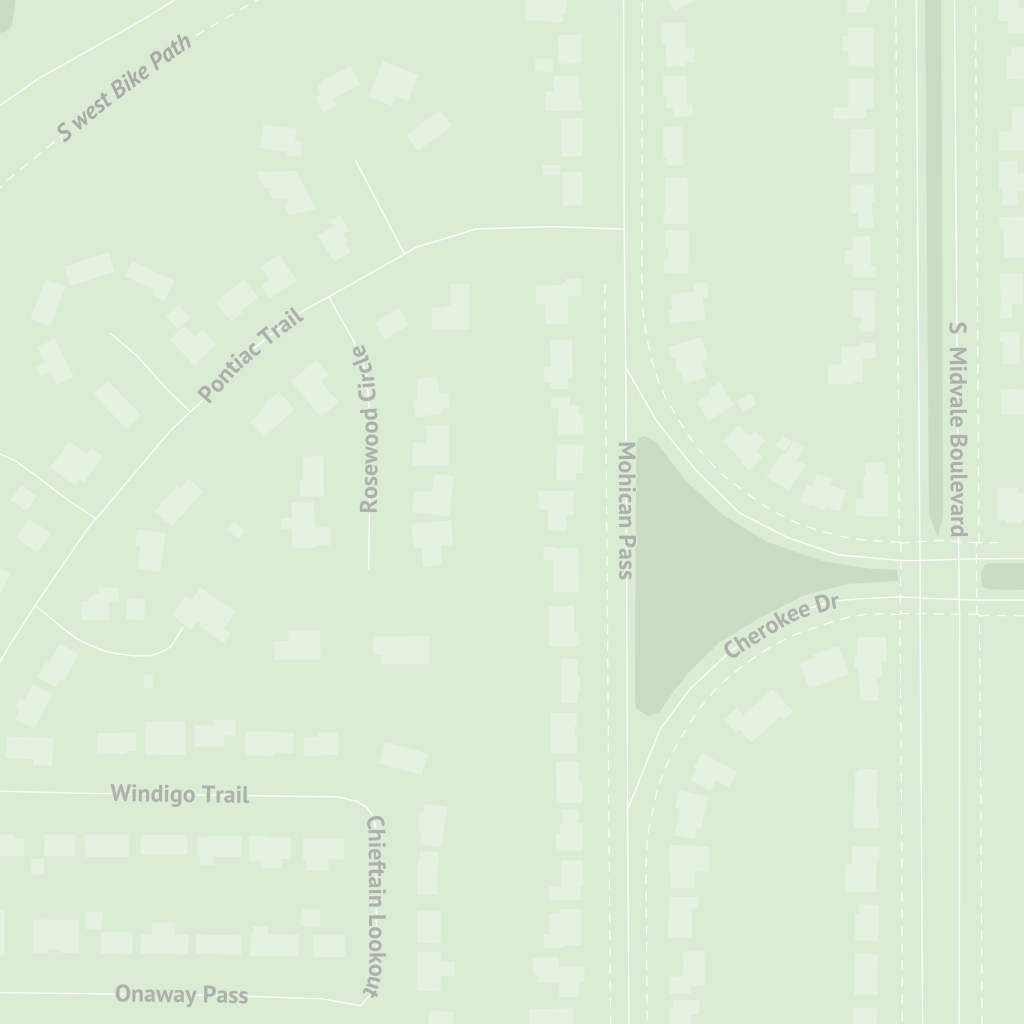 S west Bike Path
Pontiac Trail
Rosewood Circle
S Midvale Boulevard
Mohican Pass
Cherokee Dr
Windigo Trail
Chieftain Lookout
Onaway Pass